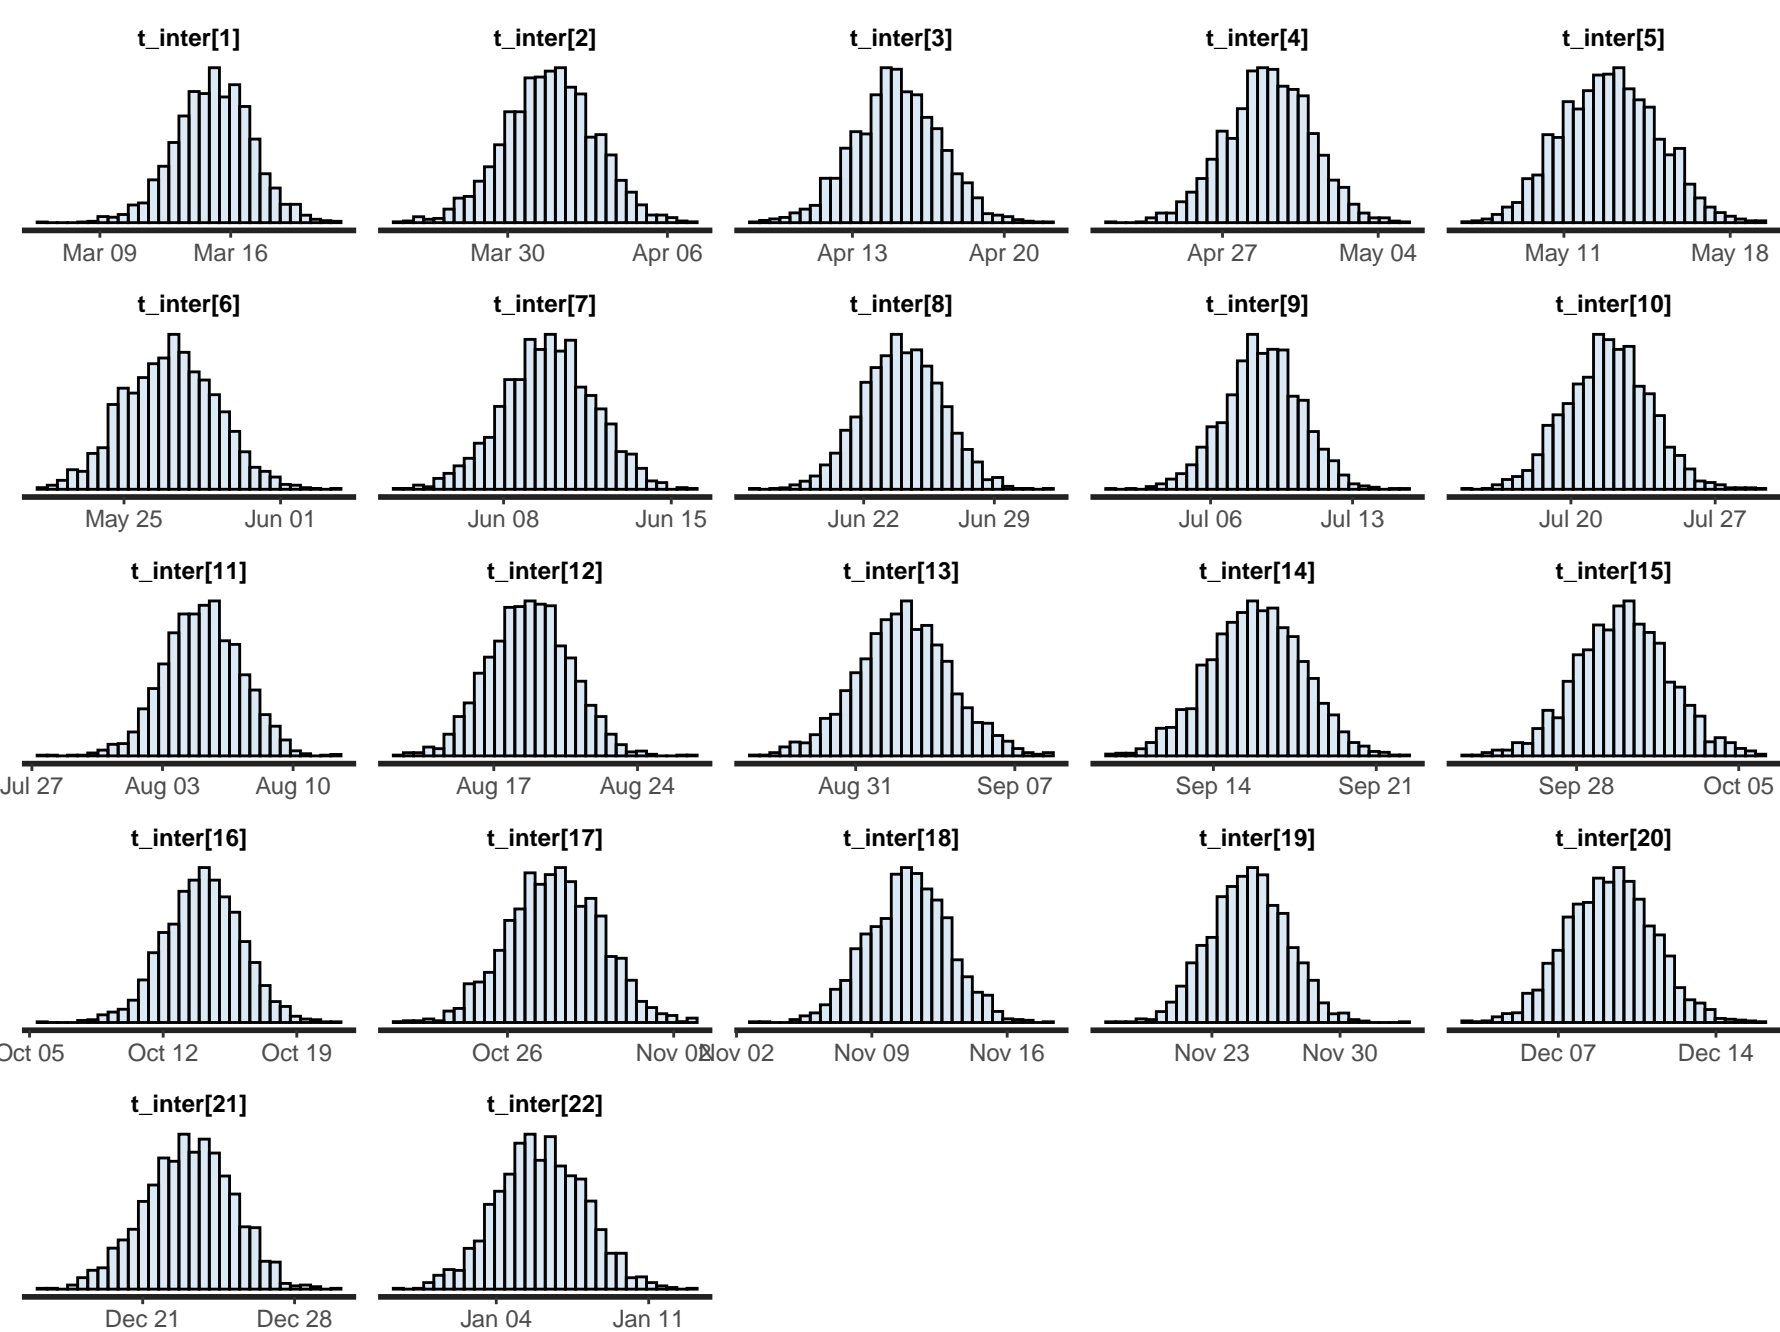 t_inter[1] t_inter[2] t_inter[3] t_inter[4] t_inter[5]
Mar 09 Mar 16 Mar 30 Apr 06 Apr 13 Apr 20 Apr 27 May 04 May 11 May 18
t_inter[6] t_inter[7] t_inter[8] t_inter[9] t_inter[10]
May 25 Jun 01 Jun 08 Jun 15 Jun 22 Jun 29 Jul 06 Jul 13 Jul 20 Jul 27
t_inter[11] t_inter[12] t_inter[13] t_inter[14] t_inter[15]
Jul 27 Aug 03 Aug 10 Aug 17 Aug 24 Aug 31 Sep 07 Sep 14 Sep 21 Sep 28 Oct 05
t_inter[16] t_inter[17] t_inter[18] t_inter[19] t_inter[20]
Oct 05 Oct 12 Oct 19 Oct 26 Nov 02 Nov 02 Nov 09 Nov 16 Nov 23 Nov 30 Dec 07 Dec 14
t_inter[21] t_inter[22]
Dec 21 Dec 28 Jan 04 Jan 11